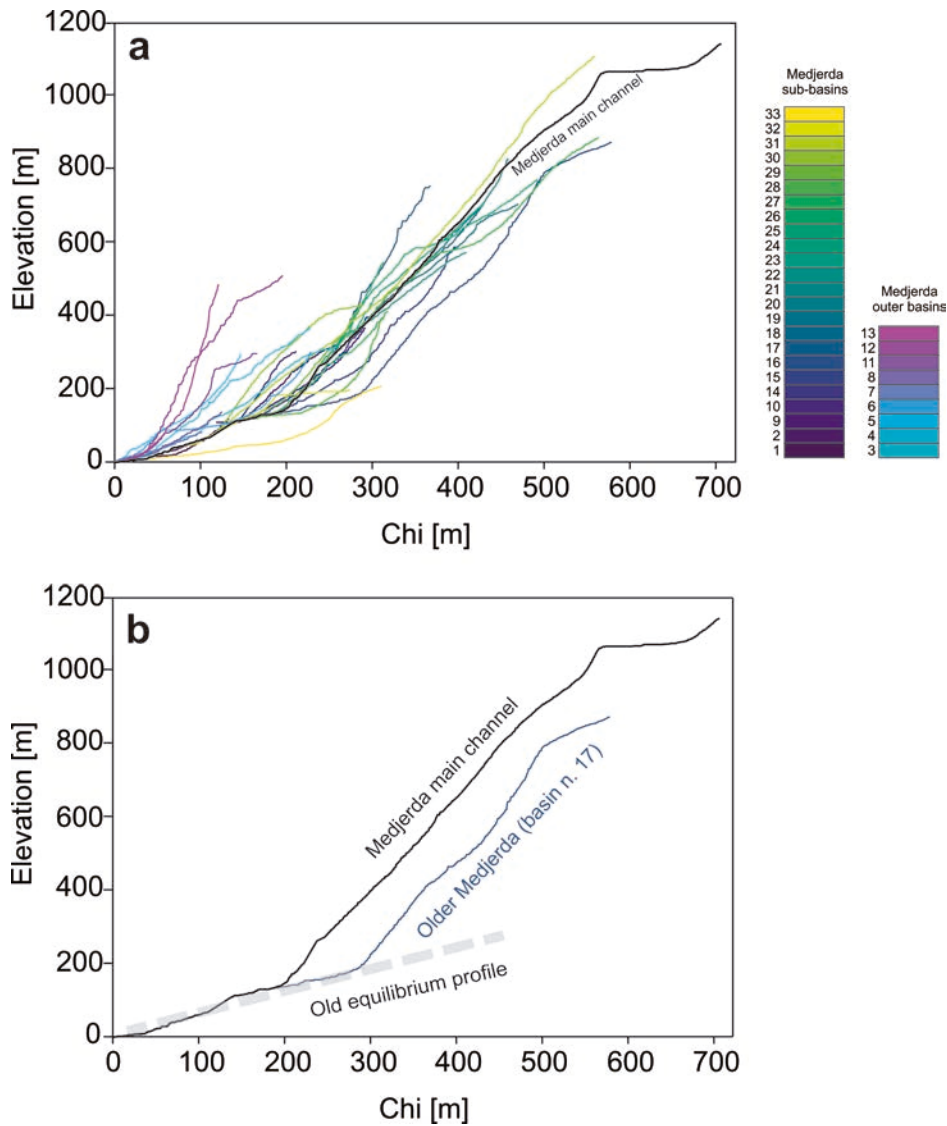 a
1200
1000
800
600
400
200
0
Elevation [m]
0 100 200 300 400 500 600 700
Chi [m]
Medjerda main channel
Medjerda
sub-basins
33
32
31
30
29
28
27
26
25
24
23
22
21
20
19
18
17
16
15
14
10
9
2
1
Medjerda
outer basins
13
12
11
8
7
6
5
4
3
b
1200
1000
800
600
400
200
0
Elevation [m]
Medjerda main channel
Older Medjerda (basin n. 17)
Old equilibrium profile
0 100 200 300 400 500 600 700
Chi [m]